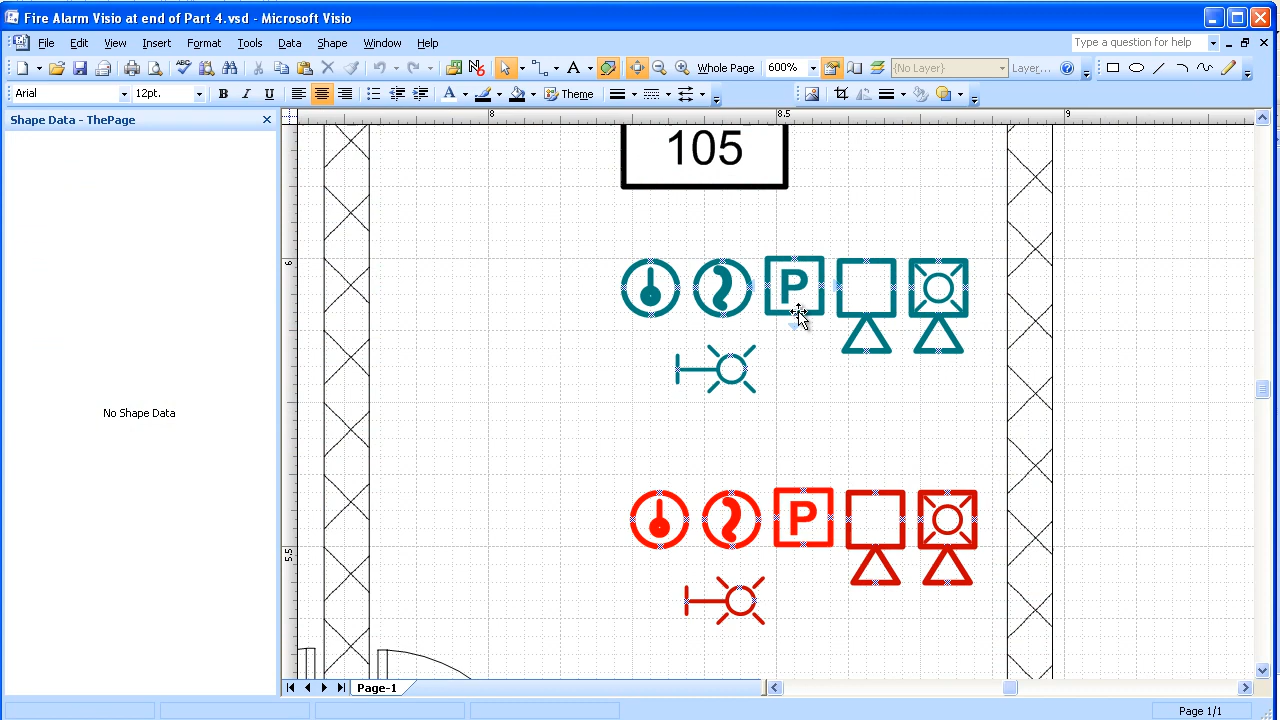 Fire Alarm Visio at end of Part 4.vsd - Microsoft Visio
File Edit View Insert Format Tools Data Shape Window Help Type a question for help
Whole Page 600% {No Layer} Layer...
Arial 12pt. B I U Theme
Shape Data - ThePage
8 8.5 9
105
6
P
No Shape Data
5.5
P
Page-1
Page 1/1